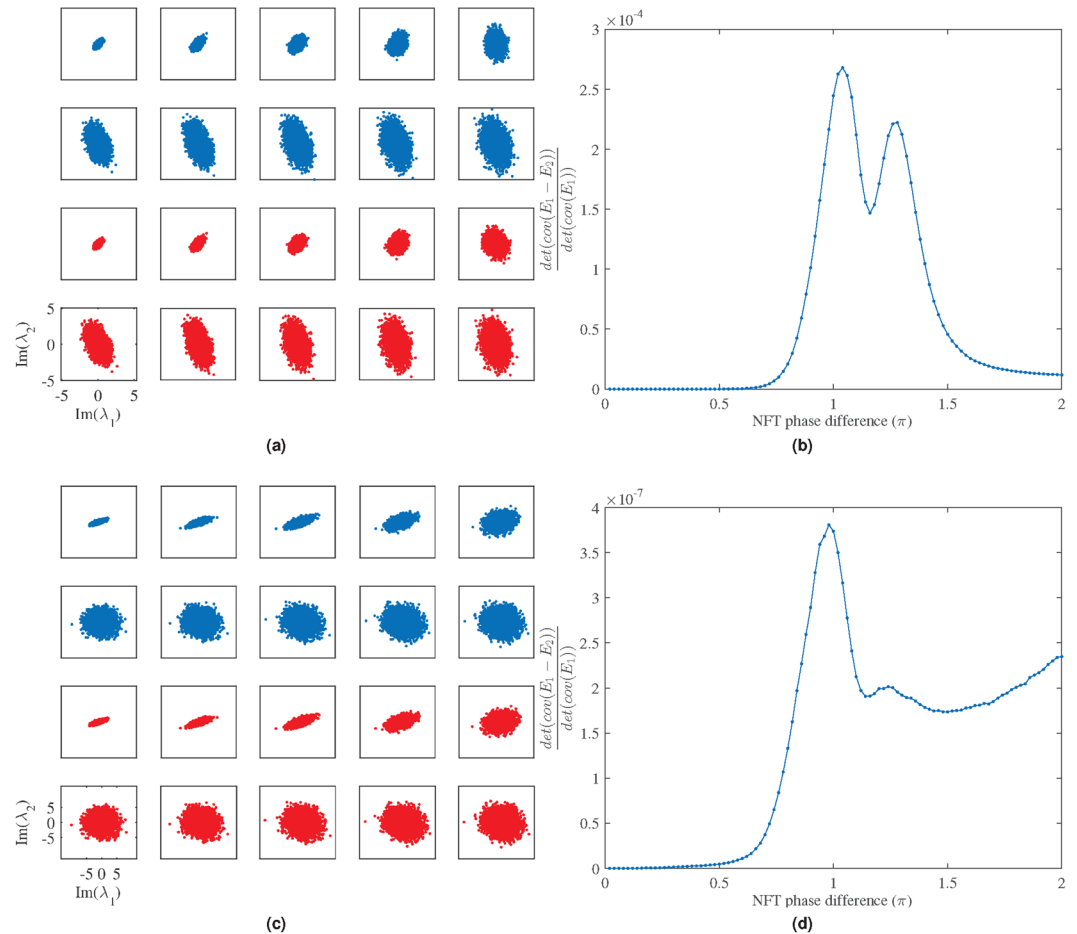 Im(λ2)
5
0
-5
-5 0 5
Im(λ1)
(a)
×10-4
3
2.5
2
1.5
1
0.5
0
det(cov(E1 − E2))
det(cov(E1))
0 0.5 1 1.5 2
NFT phase difference (π)
(b)
Im(λ2)
5
0
-5
-5 0 5
Im(λ1)
(c)
×10-7
4
3.5
3
2.5
2
1.5
1
0.5
0
det(cov(E1 − E2))
det(cov(E1))
0 0.5 1 1.5 2
NFT phase difference (π)
(d)